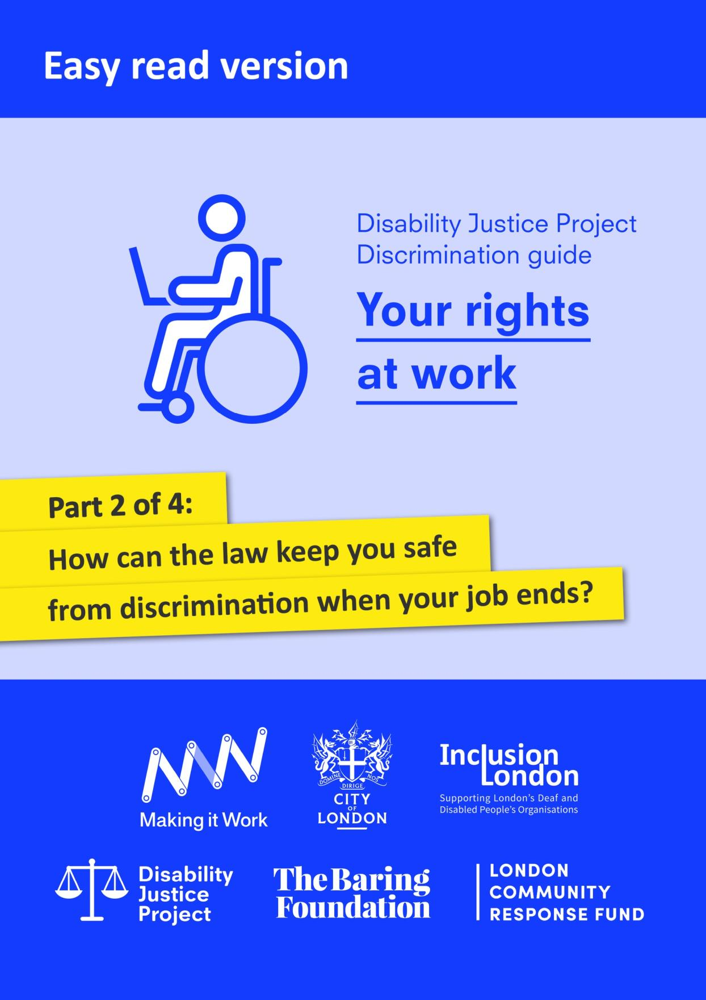 Easy read version
Disability Justice Project
Discrimination guide
Your rights
at work
Part 2 of 4:
How can the law keep you safe
from discrimination when your job ends?
Making it Work
DOMINE DIRIGE NOS
CITY
OF
LONDON
Inclusion
London
Supporting London's Deaf and
Disabled People's Organisations
Disability
Justice
Project
The Baring
Foundation
LONDON
COMMUNITY
RESPONSE FUND